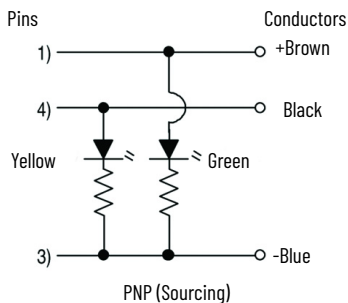 Pins Conductors
1) +Brown
4) Black
Yellow Green
3) -Blue
PNP (Sourcing)